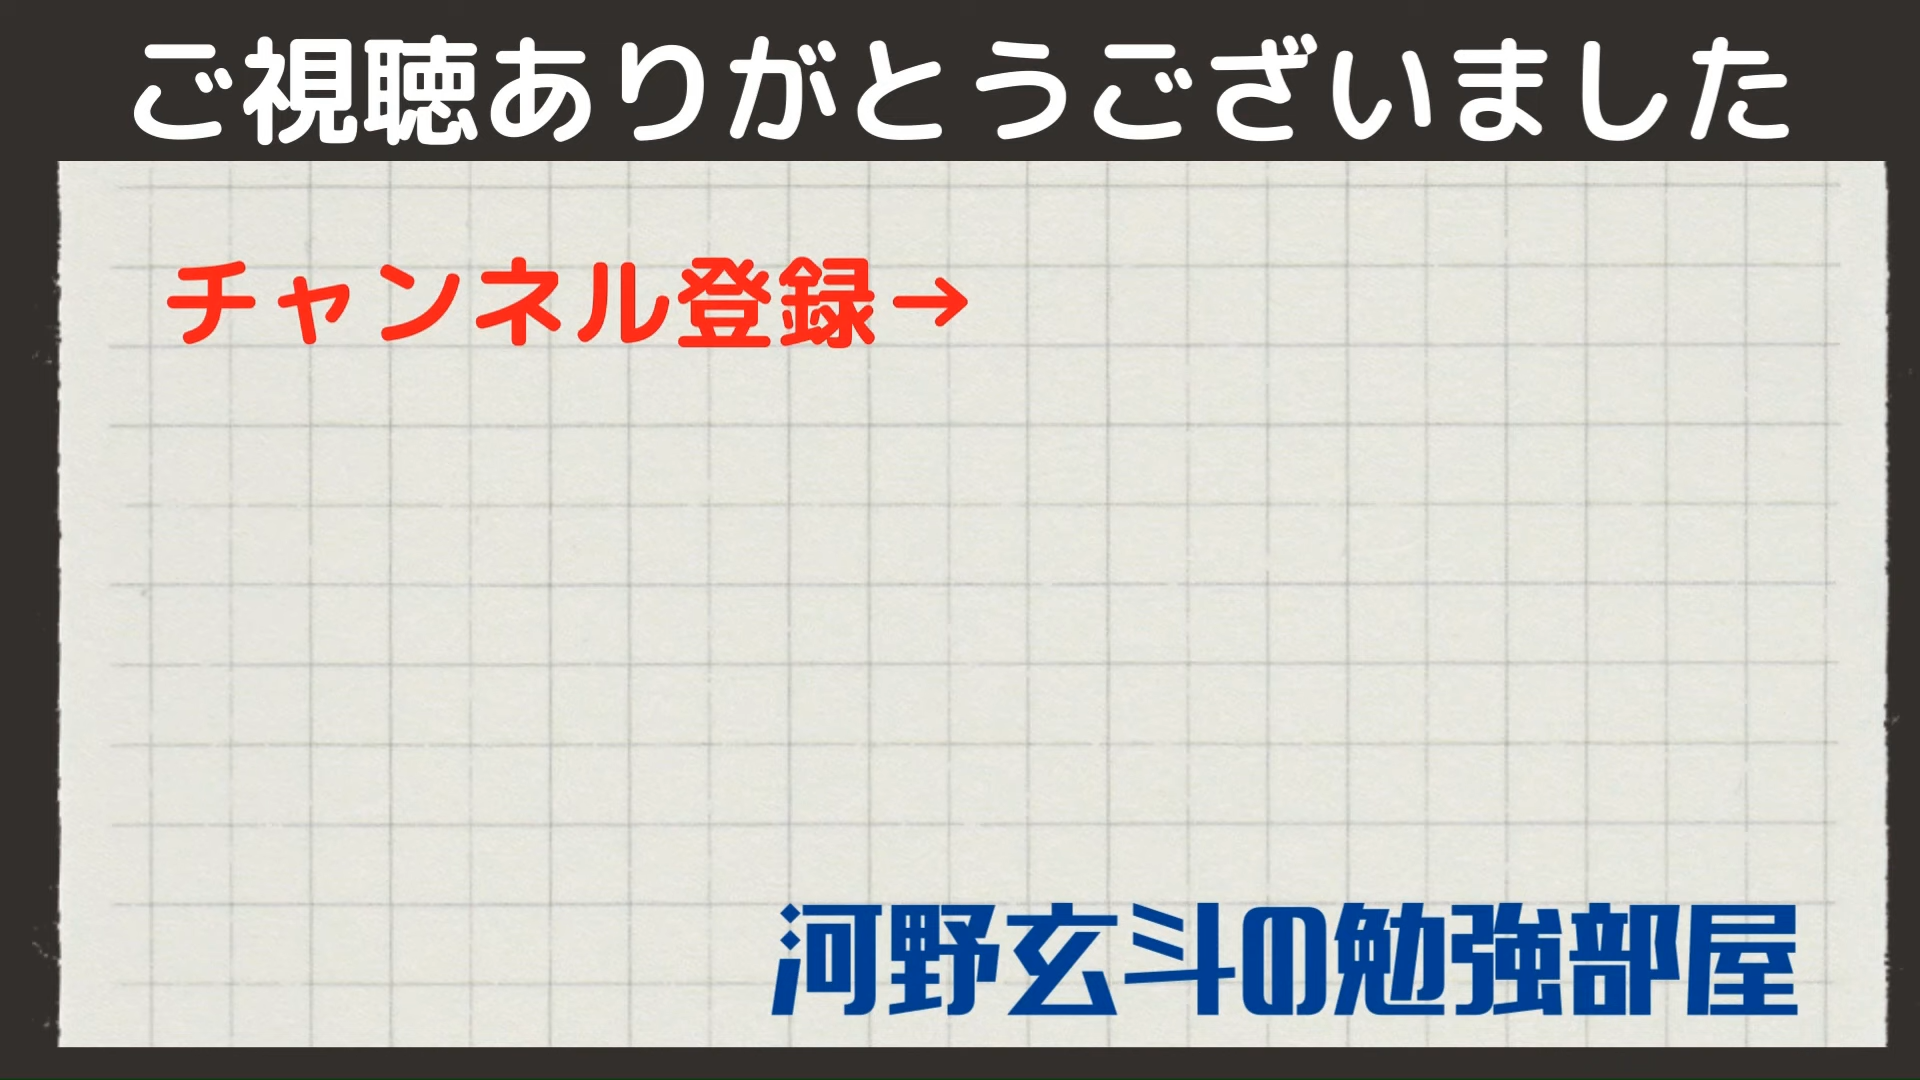 ご視聴ありがとうございました
チャンネル登録→
河野玄斗の勉強部屋